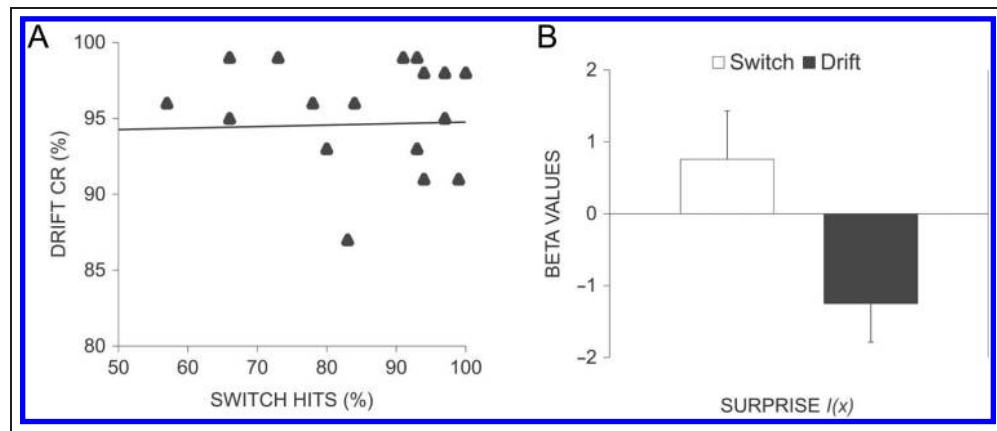 A
DRIFT CR (%)
100
95
90
85
80
50 60 70 80 90 100
SWITCH HITS (%)
B
Switch Drift
BETA VALUES
2
1
0
−1
−2
SURPRISE I(x)